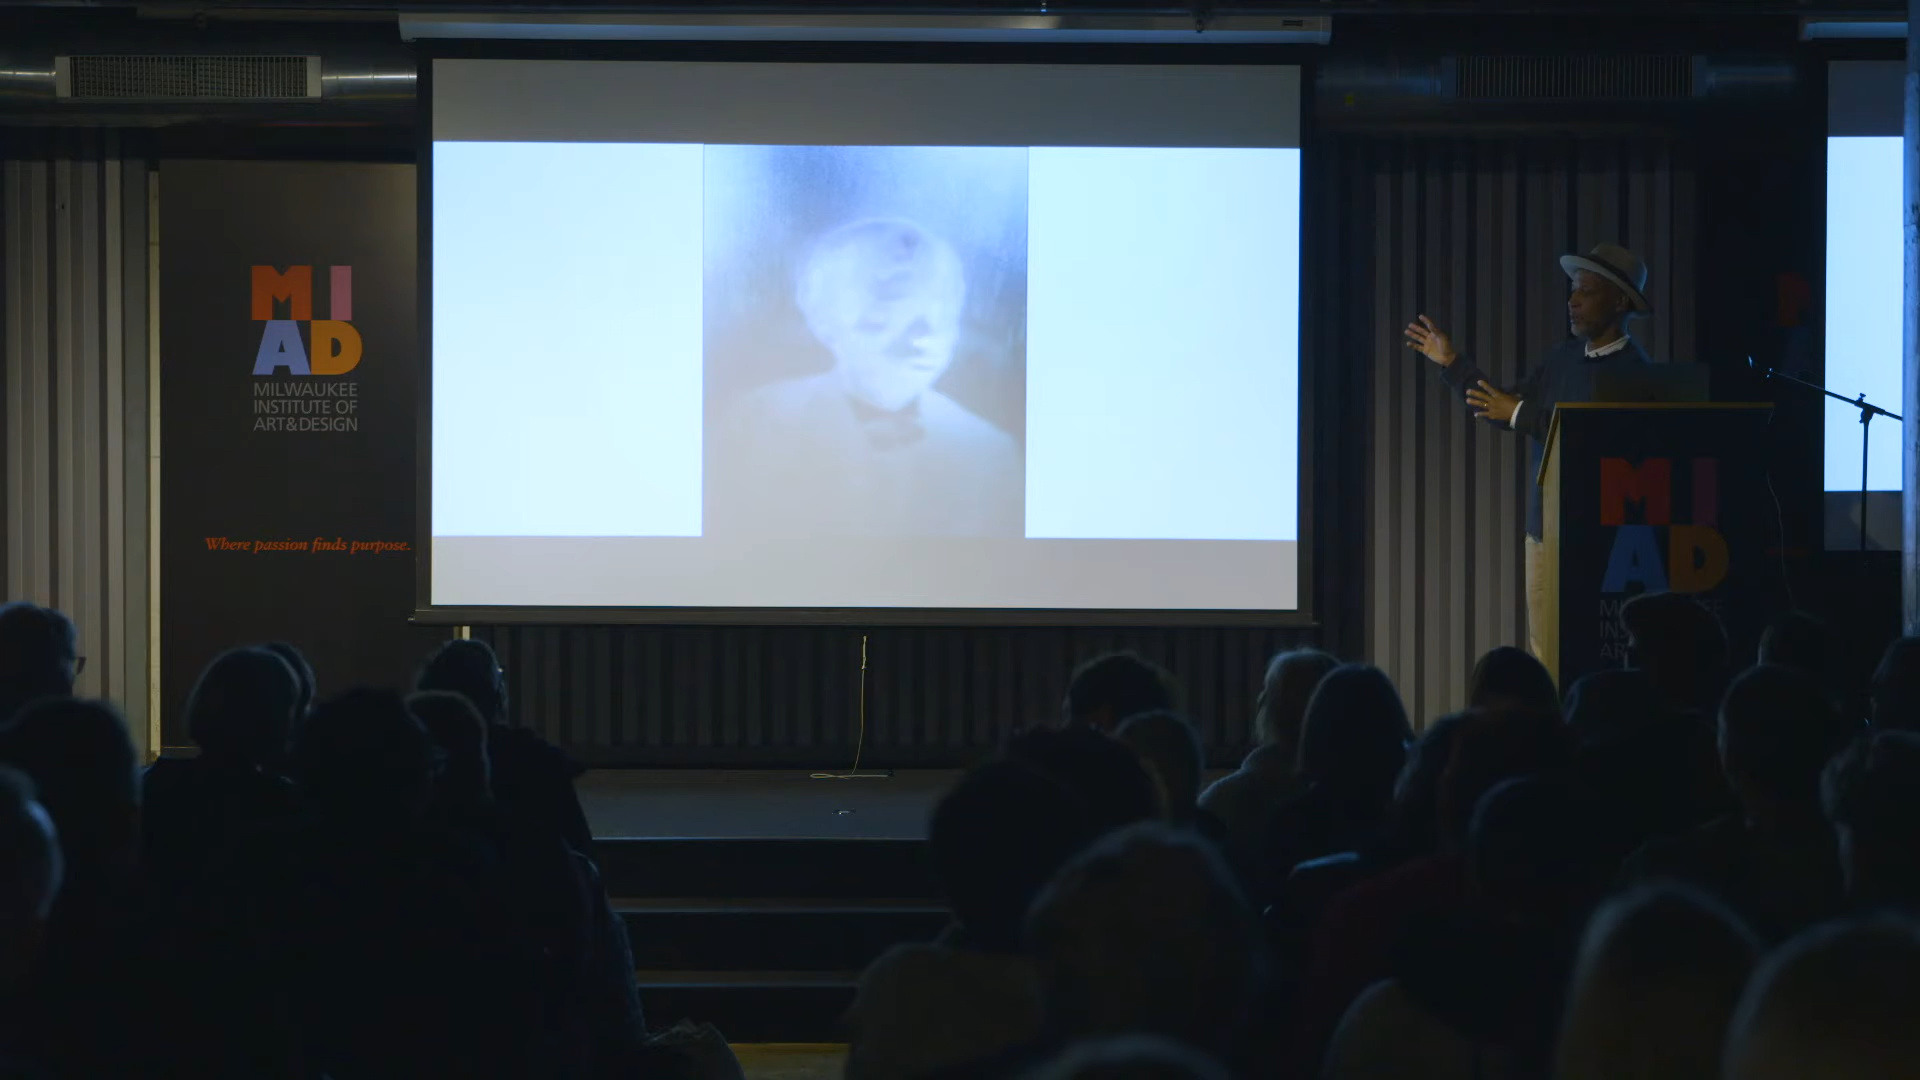 MI
AD
MILWAUKEE
INSTITUTE OF
ART&DESIGN
Where passion finds purpose.
MI
AD